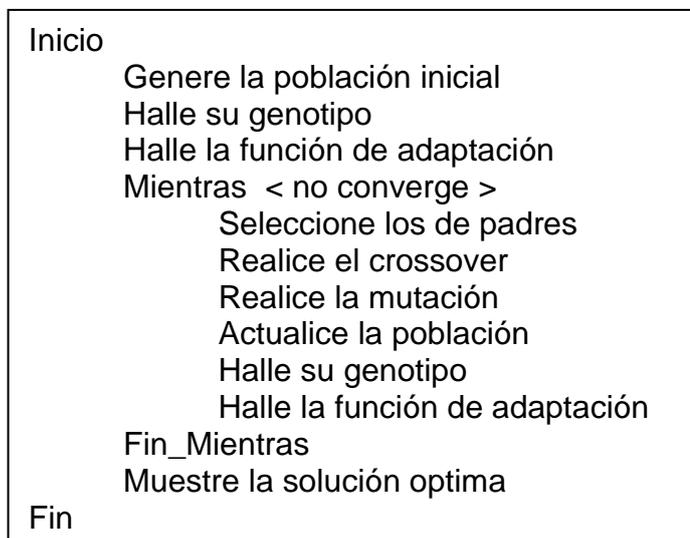 Inicio
Genere la población inicial
Halle su genotipo
Halle la función de adaptación
Mientras < no converge >
Seleccione los de padres
Realice el crossover
Realice la mutación
Actualice la población
Halle su genotipo
Halle la función de adaptación
Fin_Mientras
Muestre la solución optima
Fin